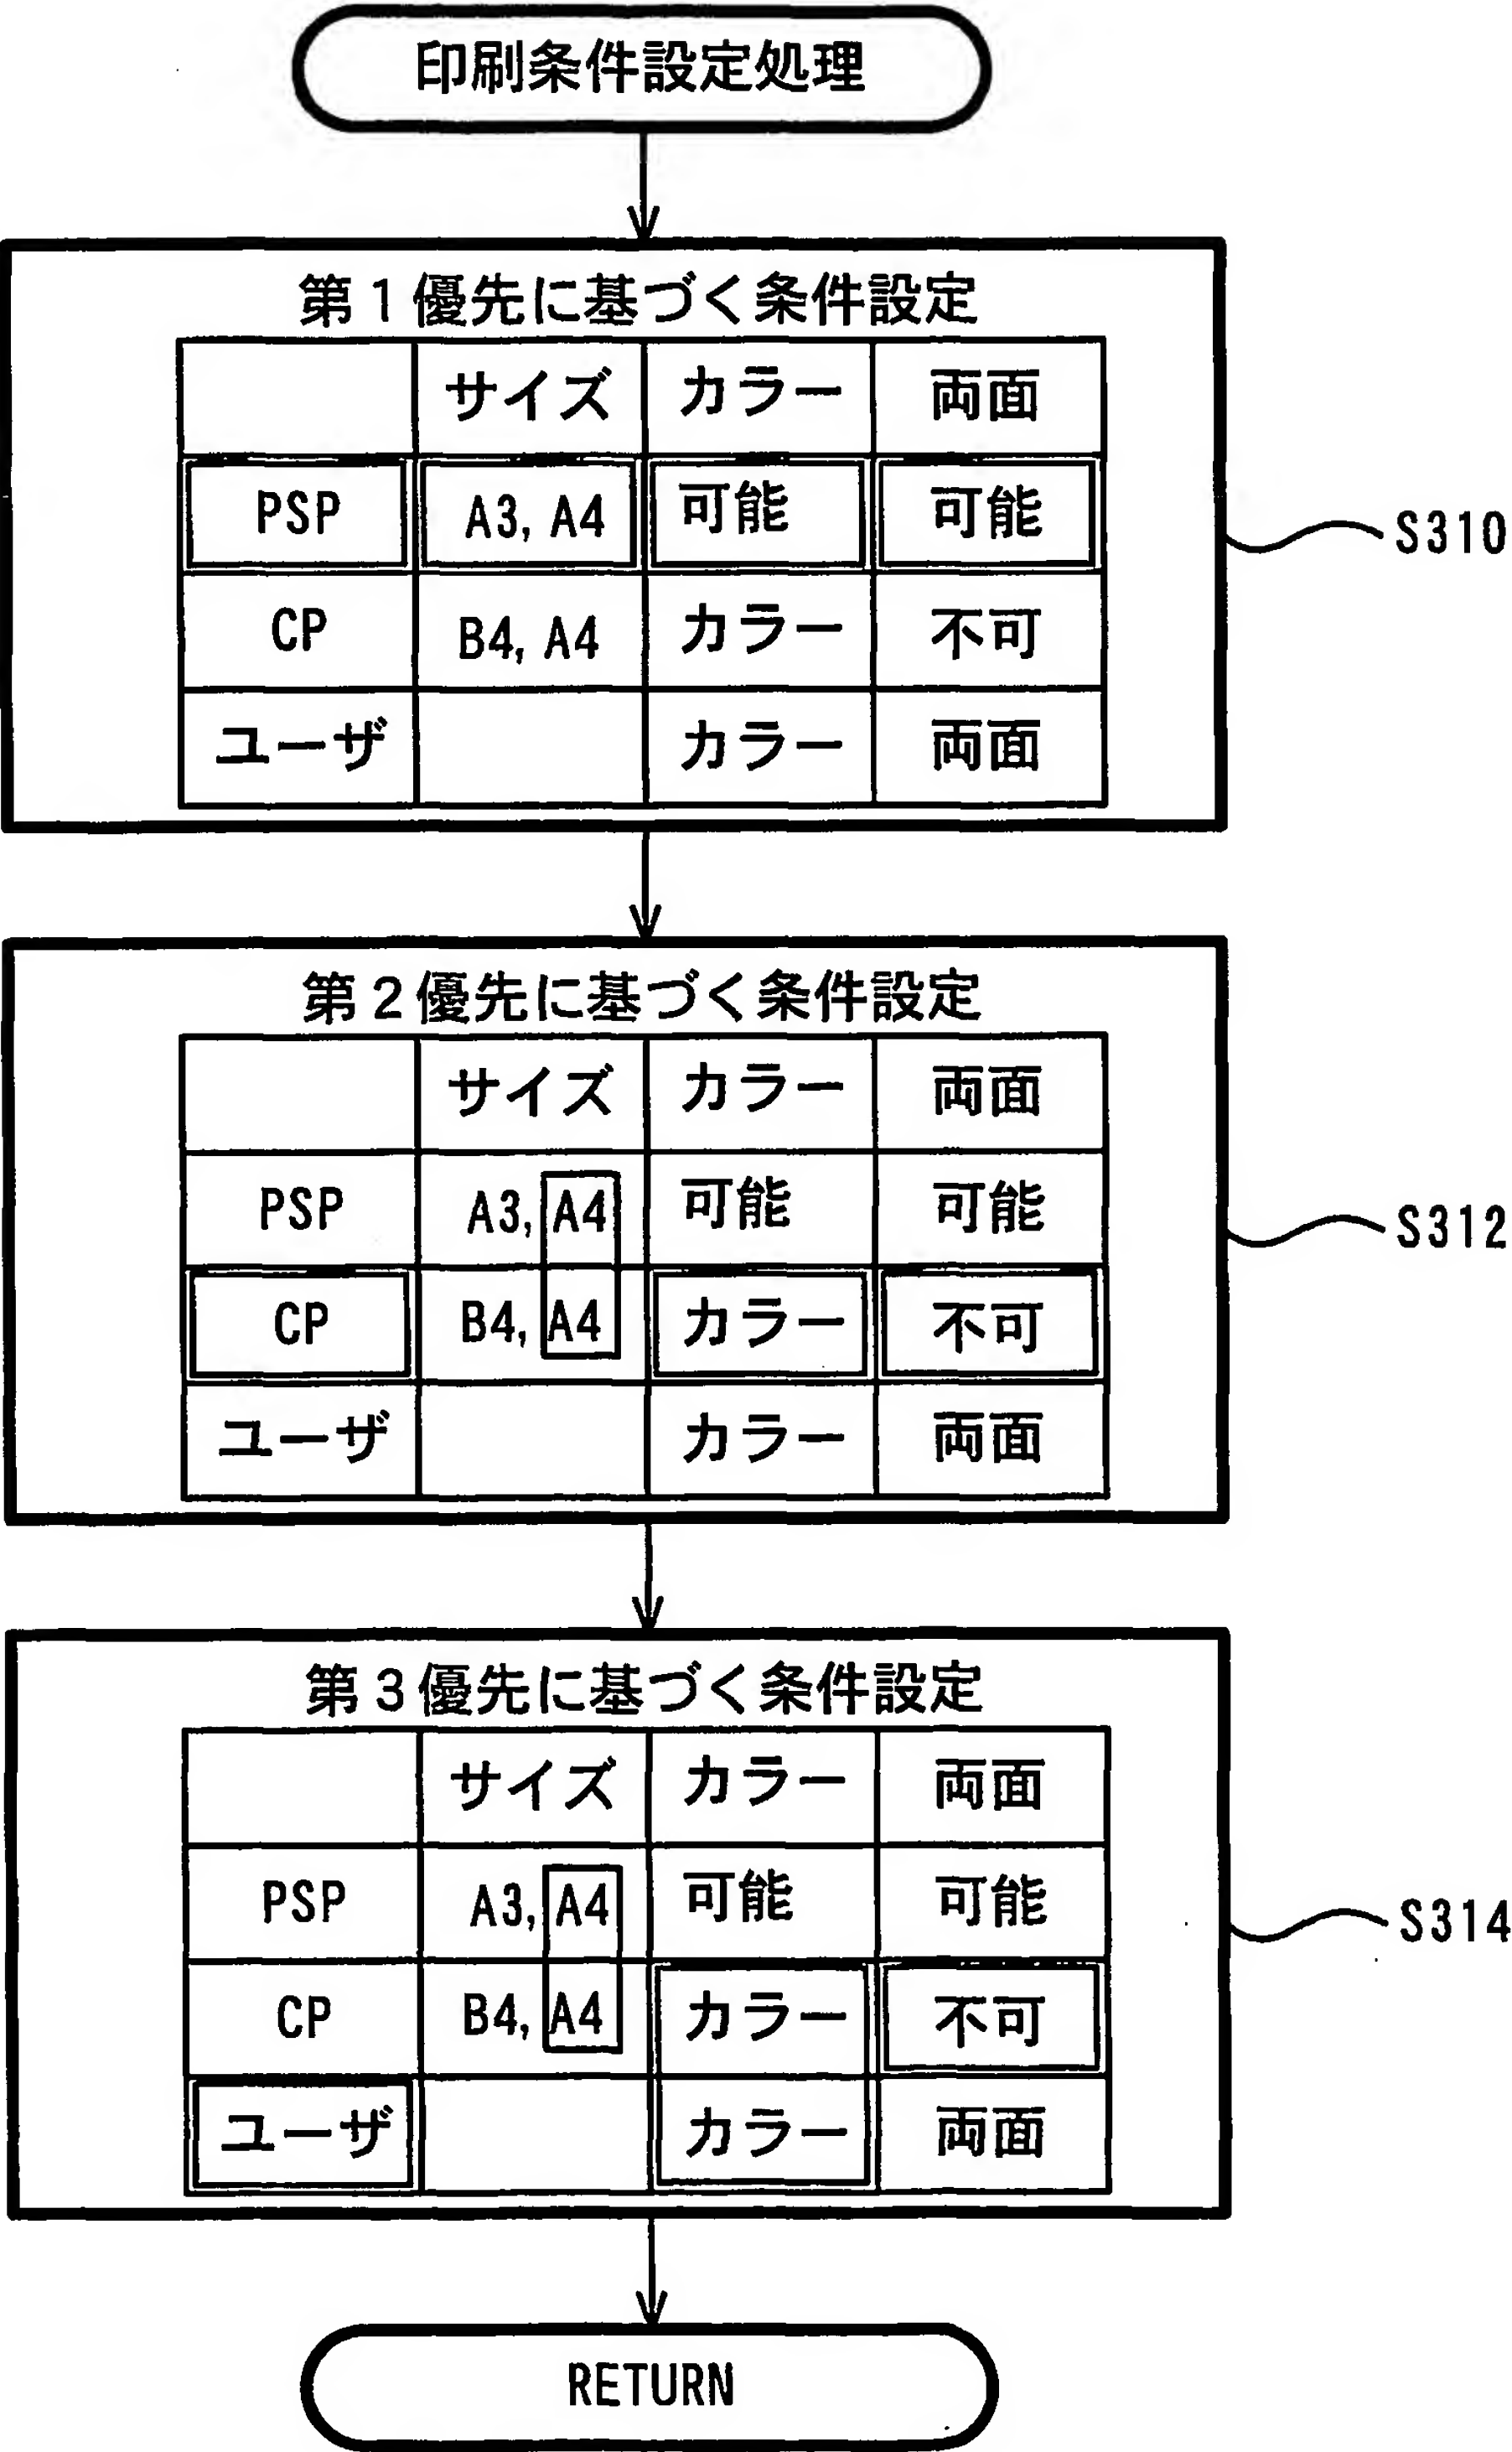 印刷条件設定処理
第1優先に基づく条件設定
サイズ カラー 両面
PSP A3, A4 可能 可能
CP B4, A4 カラー 不可
ユーザ カラー 両面
S310
第2優先に基づく条件設定
サイズ カラー 両面
PSP A3, A4 可能 可能
CP B4, A4 カラー 不可
ユーザ カラー 両面
S312
第3優先に基づく条件設定
サイズ カラー 両面
PSP A3, A4 可能 可能
CP B4, A4 カラー 不可
ユーザ カラー 両面
S314
RETURN